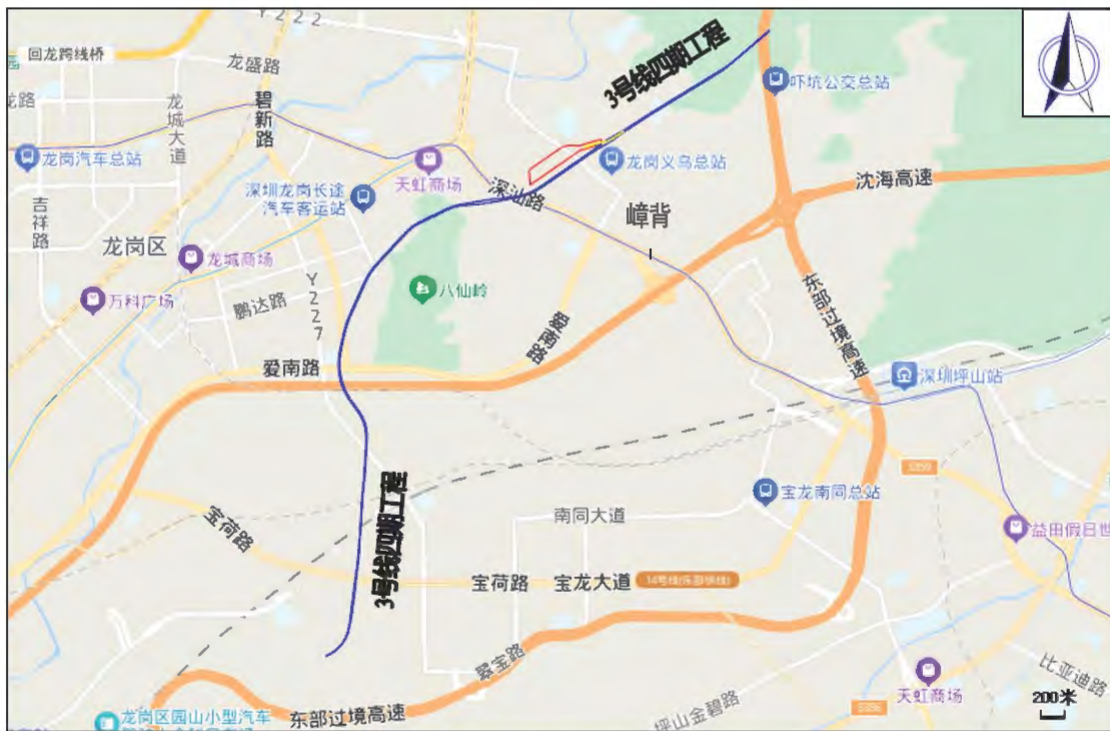 Y222
3号线四期工程
回龙跨线桥
龙盛路
吓坑公交总站
龙路
龙城大道
碧新路
龙岗汽车总站
天虹商场
龙岗义乌总站
沈海高速
深圳龙岗长途
汽车客运站
深汕路
吉祥路
嶂背
龙岗区
龙城商场
Y227
八仙岭
东部过境高速
万科广场
鹏达路
爱南路
深圳坪山站
S359
3号线四期工程
宝龙南同总站
宝荷路
南同大道
益田假日世
宝荷路
宝龙大道
14号线(东部快线)
翠宝路
比亚迪路
天虹商场
200米
龙岗区园山小型汽车
东部过境高速
坪山金碧路
S356